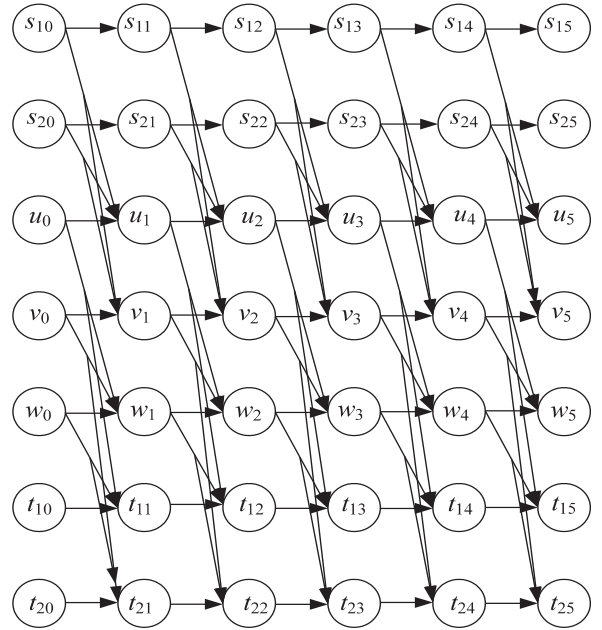 s10 s11 s12 s13 s14 s15
s20 s21 s22 s23 s24 s25
u0 u1 u2 u3 u4 u5
v0 v1 v2 v3 v4 v5
w0 w1 w2 w3 w4 w5
t10 t11 t12 t13 t14 t15
t20 t21 t22 t23 t24 t25